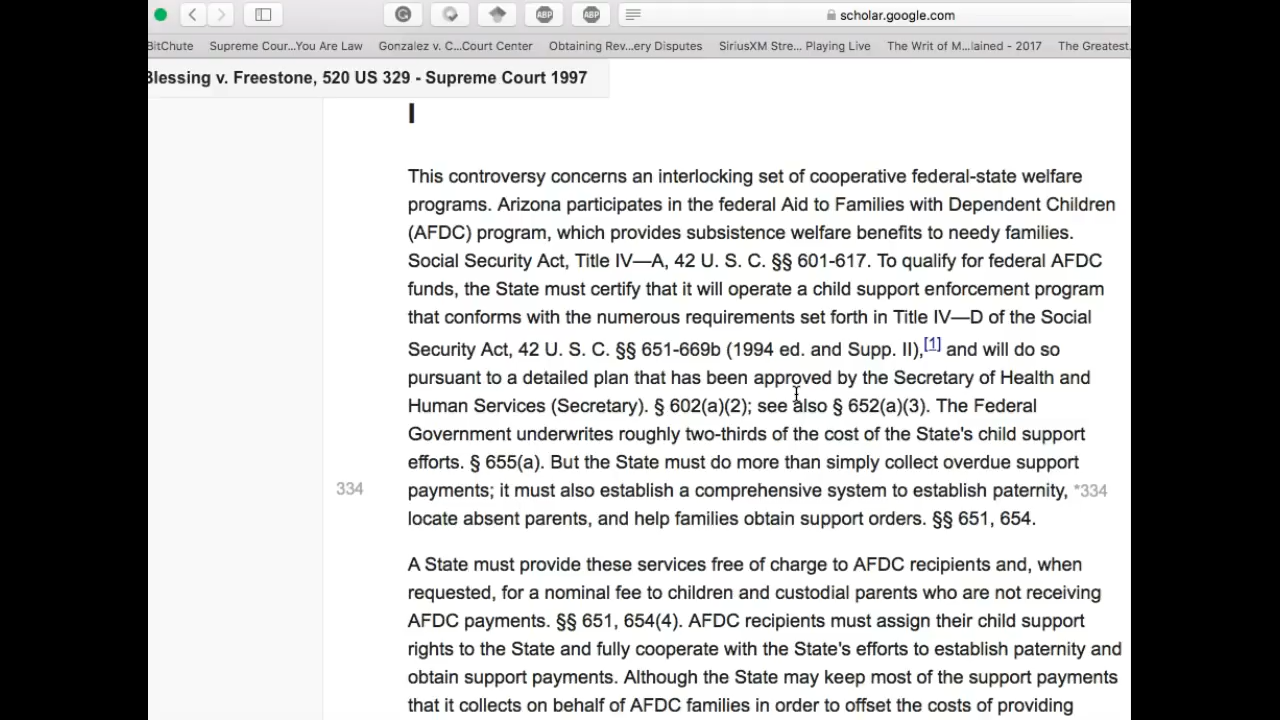 scholar.google.com
BitChute Supreme Cour...You Are Law Gonzalez v. C...Court Center Obtaining Rev...ery Disputes SiriusXM Stre... Playing Live The Writ of M...lained - 2017 The Greatest.
Blessing v. Freestone, 520 US 329 - Supreme Court 1997
I
This controversy concerns an interlocking set of cooperative federal-state welfare
programs. Arizona participates in the federal Aid to Families with Dependent Children
(AFDC) program, which provides subsistence welfare benefits to needy families.
Social Security Act, Title IV—A, 42 U. S. C. §§ 601-617. To qualify for federal AFDC
funds, the State must certify that it will operate a child support enforcement program
that conforms with the numerous requirements set forth in Title IV—D of the Social
Security Act, 42 U. S. C. §§ 651-669b (1994 ed. and Supp. II),[1] and will do so
pursuant to a detailed plan that has been approved by the Secretary of Health and
Human Services (Secretary). § 602(a)(2); see also § 652(a)(3). The Federal
Government underwrites roughly two-thirds of the cost of the State's child support
efforts. § 655(a). But the State must do more than simply collect overdue support
334 payments; it must also establish a comprehensive system to establish paternity, *334
locate absent parents, and help families obtain support orders. §§ 651, 654.
A State must provide these services free of charge to AFDC recipients and, when
requested, for a nominal fee to children and custodial parents who are not receiving
AFDC payments. §§ 651, 654(4). AFDC recipients must assign their child support
rights to the State and fully cooperate with the State's efforts to establish paternity and
obtain support payments. Although the State may keep most of the support payments
that it collects on behalf of AFDC families in order to offset the costs of providing